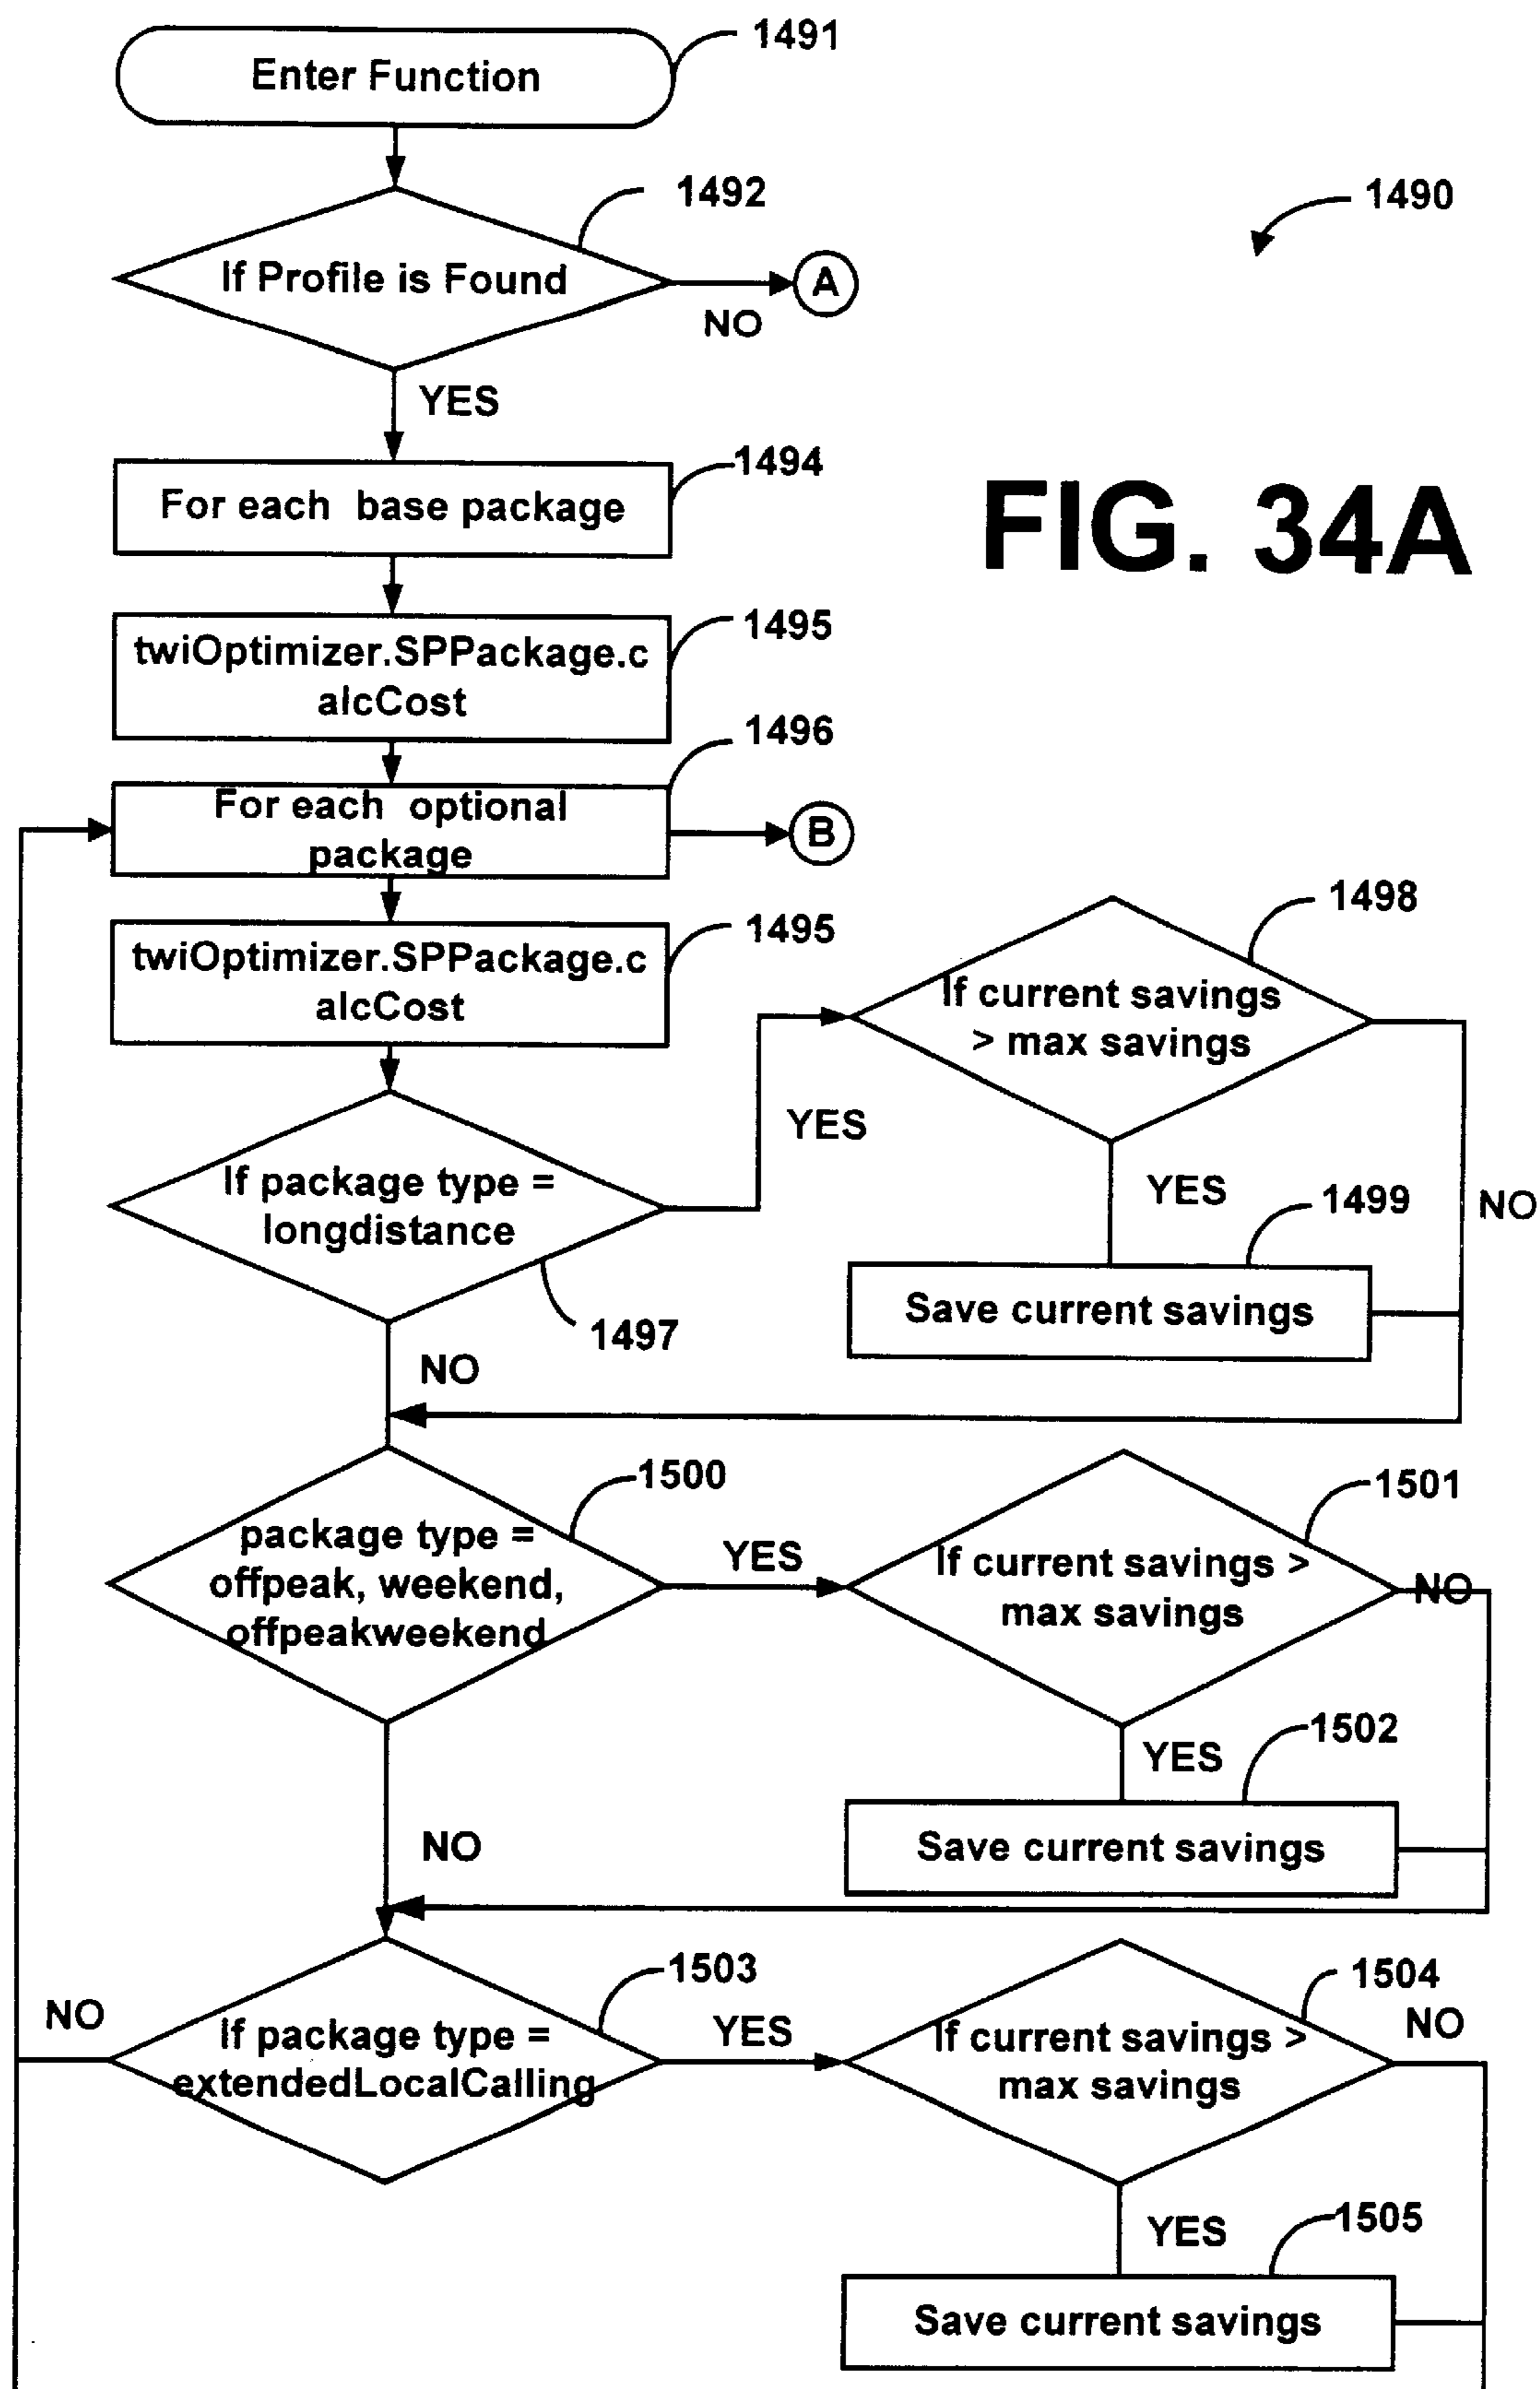 1491
Enter Function
1492
1490
If Profile is Found
A
NO
YES
1494
For each base package
FIG. 34A
1495
twiOptimizer.SPPackage.c
alcCost
1496
For each optional
package
B
1495
twiOptimizer.SPPackage.c
alcCost
1498
If current savings
> max savings
YES
If package type =
longdistance
YES
1499
NO
Save current savings
1497
NO
1500
1501
package type =
offpeak, weekend,
offpeakweekend
YES
If current savings >
max savings
NO
1502
YES
NO
Save current savings
1503
1504
NO
If package type =
extendedLocalCalling
YES
If current savings >
max savings
NO
YES
1505
Save current savings